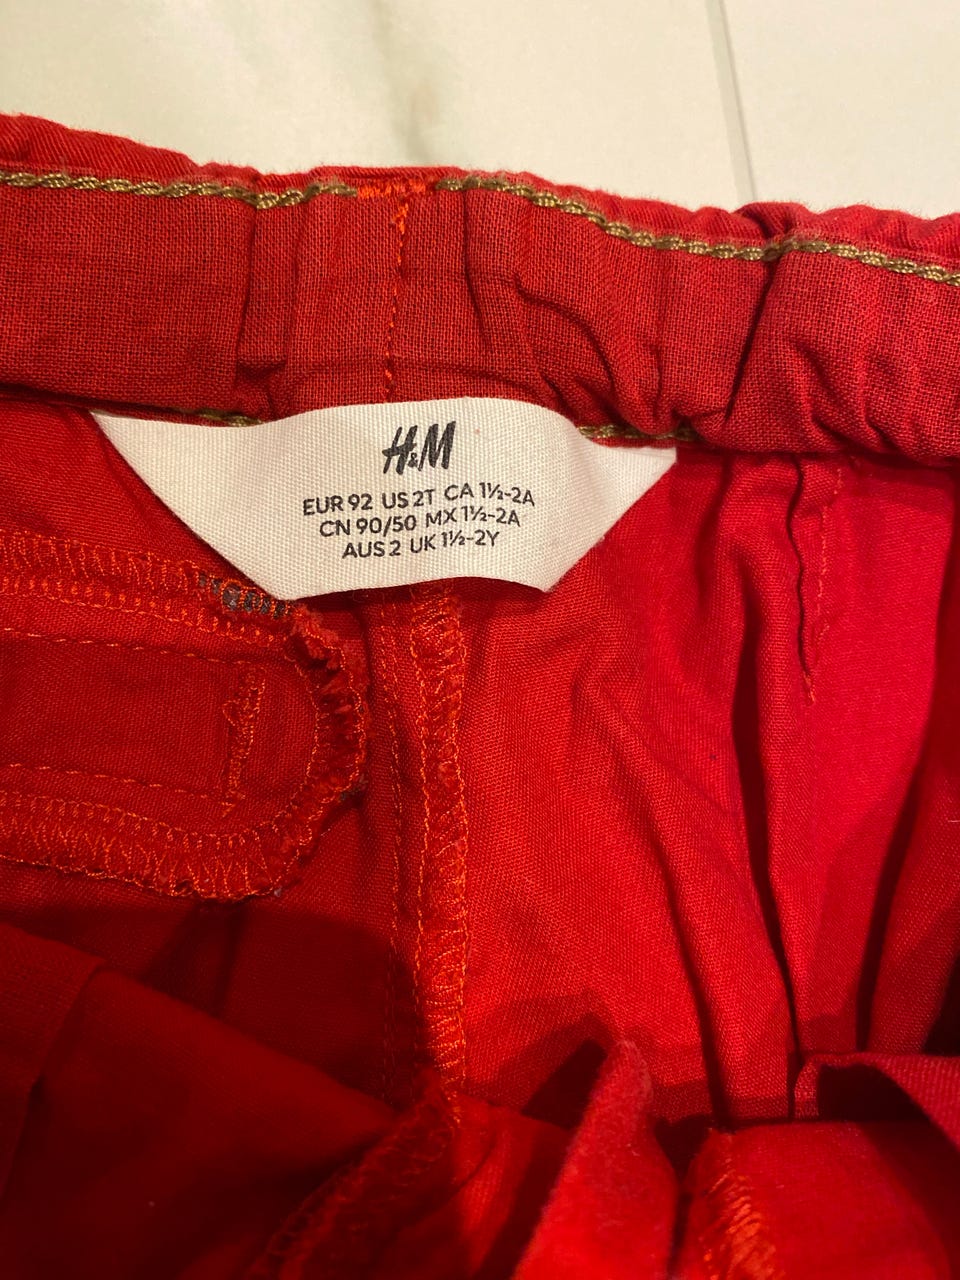 H&M
EUR 92 US 2T CA 1½-2A
CN 90/50 MX 1½-2A
AUS 2 UK 1½-2Y